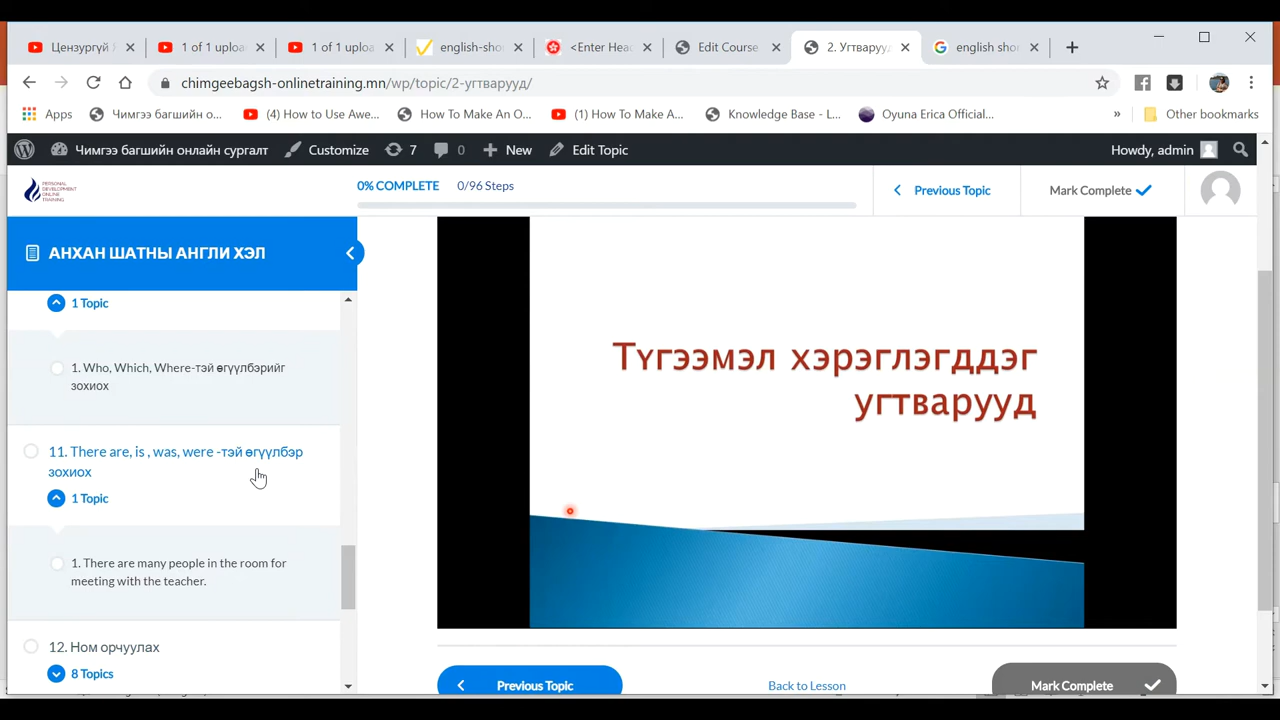 Цензургүй
1 of 1 uploa
1 of 1 uploa
english-sho
<Enter Hea
Edit Course
2. Угтваруу
english sho
chimgeebagsh-onlinetraining.mn/wp/topic/2-угтварууд/
Apps
Чимгээ багшийн о...
(4) How to Use Awe...
How To Make An O...
(1) How To Make A...
Knowledge Base - L...
Oyuna Erica Official...
»
Other bookmarks
Чимгээ багшийн онлайн сургалт
Customize
7
0
New
Edit Topic
Howdy, admin
PERSONAL
DEVELOPMENT
ONLINE
TRAINING
0% COMPLETE
0/96 Steps
Previous Topic
Mark Complete
АНХАН ШАТНЫ АНГЛИ ХЭЛ
1 Topic
1. Who, Which, Where-тэй өгүүлбэрийг
зохиох
11. There are, is , was, were -тэй өгүүлбэр
зохиох
1 Topic
1. There are many people in the room for
meeting with the teacher.
12. Ном орчуулах
8 Topics
Түгээмэл хэрэглэгддэг
угтварууд
Previous Topic
Back to Lesson
Mark Complete